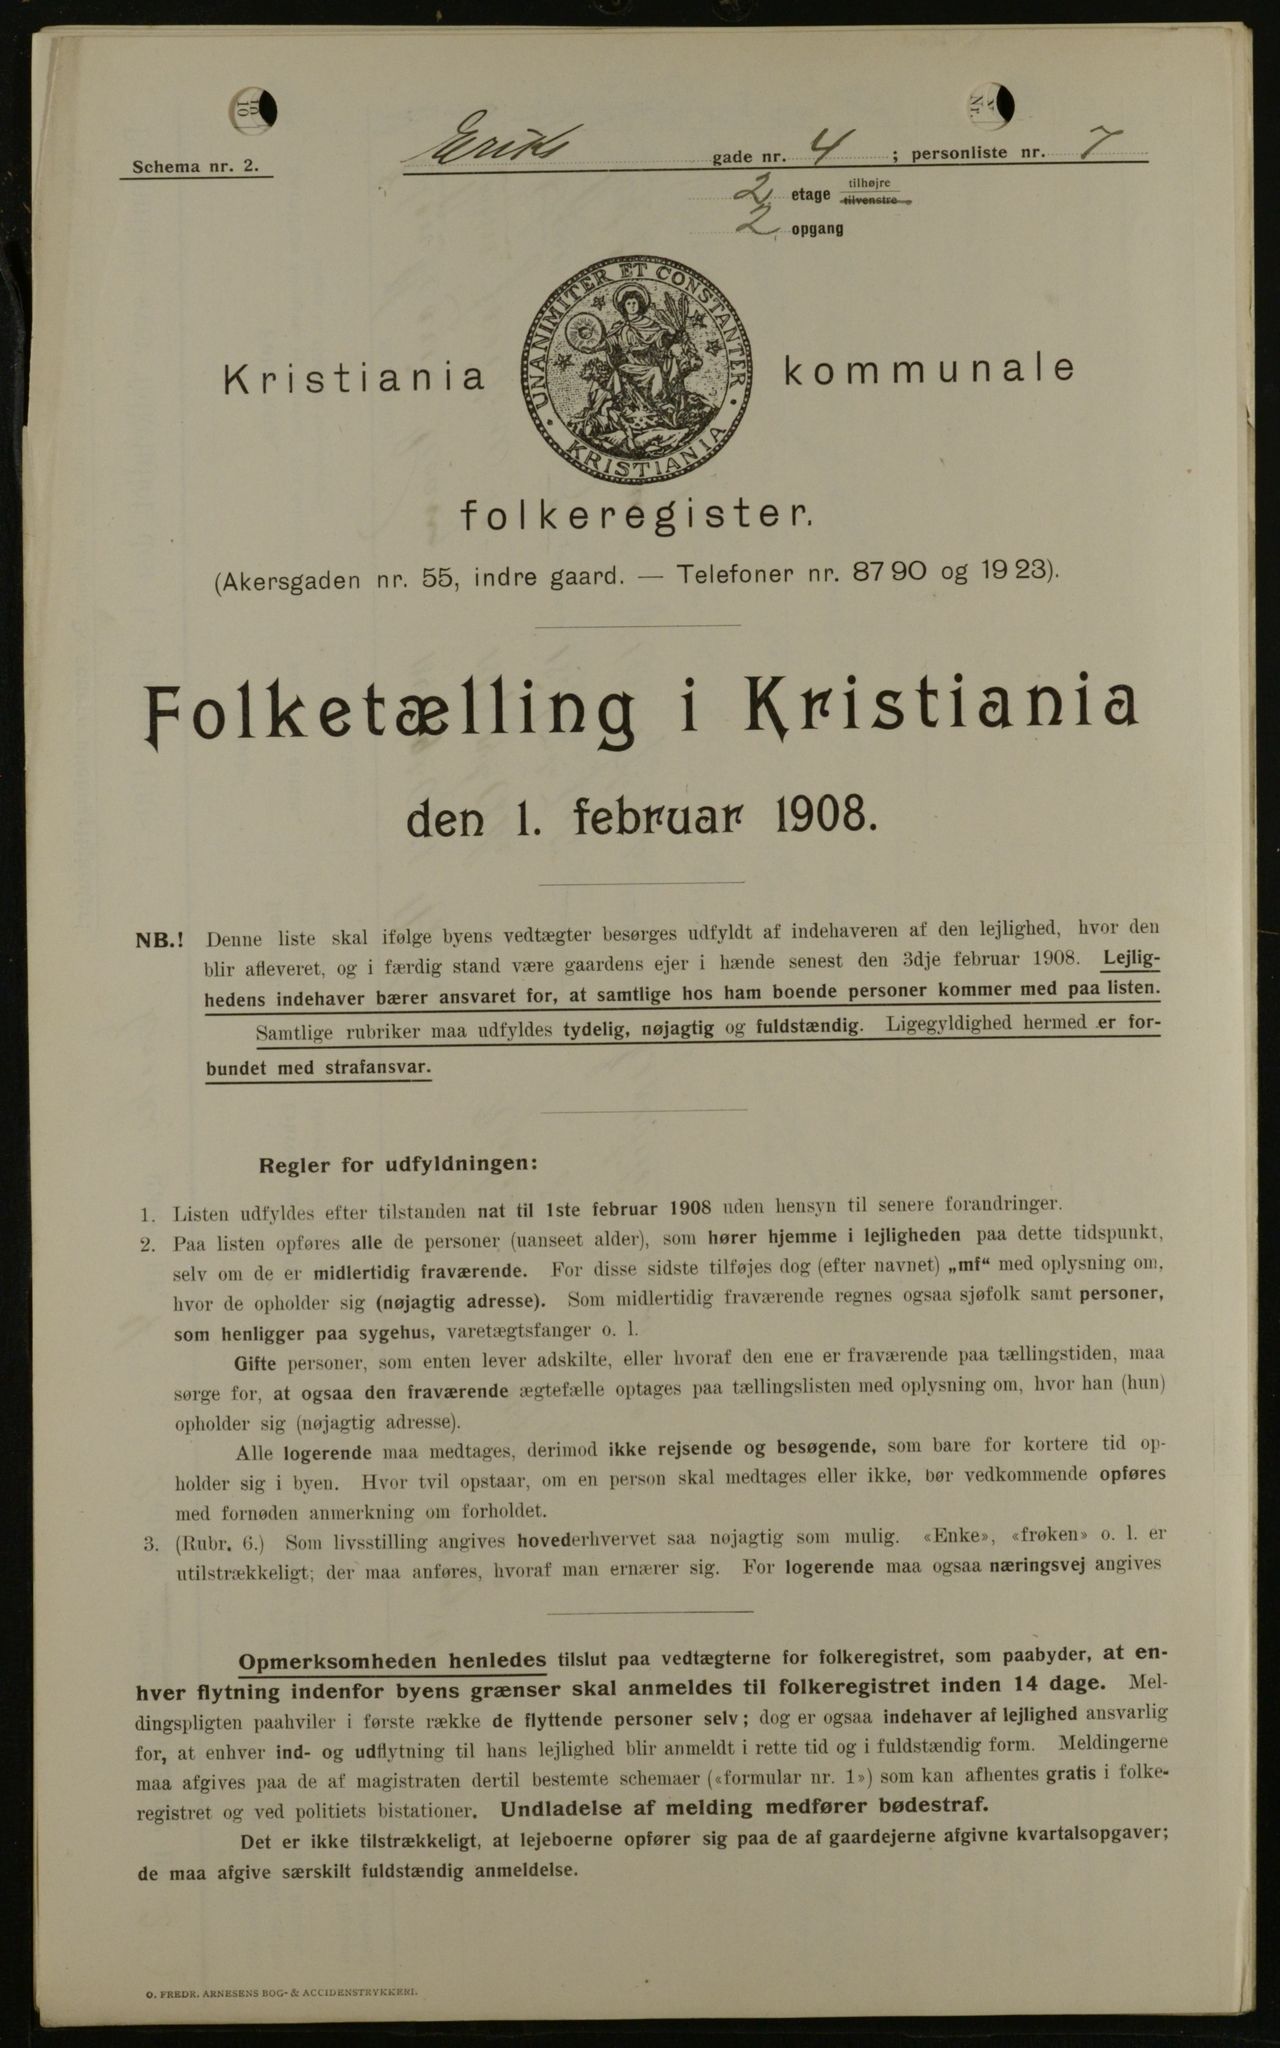 Schema nr. 2.
Eriks gade nr. 4 ; personliste nr. 7
2 etage tilhøjre tilvenstre
2 opgang
UNANIMITER ET CONSTANTER
KRISTIANIA
Kristiania kommunale
folkeregister.
(Akersgaden nr. 55, indre gaard. — Telefoner nr. 8790 og 1923).
Folketælling i Kristiania
den 1. februar 1908.
NB.! Denne liste skal ifølge byens vedtægter besørges udfyldt af indehaveren af den lejlighed, hvor den
blir afleveret, og i færdig stand være gaardens ejer i hænde senest den 3dje februar 1908. Lejlig-
hedens indehaver bærer ansvaret for, at samtlige hos ham boende personer kommer med paa listen.
Samtlige rubriker maa udfyldes tydelig, nøjagtig og fuldstændig. Ligegyldighed hermed er for-
bundet med strafansvar.
Regler for udfyldningen:
1. Listen udfyldes efter tilstanden nat til 1ste februar 1908 uden hensyn til senere forandringer.
2. Paa listen opføres alle de personer (uanseet alder), som hører hjemme i lejligheden paa dette tidspunkt,
selv om de er midlertidig fraværende. For disse sidste tilføjes dog (efter navnet) „mf“ med oplysning om,
hvor de opholder sig (nøjagtig adresse). Som midlertidig fraværende regnes ogsaa sjøfolk samt personer,
som henligger paa sygehus, varetægtsfanger o. l.
Gifte personer, som enten lever adskilte, eller hvoraf den ene er fraværende paa tællingstiden, maa
sørge for, at ogsaa den fraværende ægtefælle optages paa tællingslisten med oplysning om, hvor han (hun)
opholder sig (nøjagtig adresse).
Alle logerende maa medtages, derimod ikke rejsende og besøgende, som bare for kortere tid op-
holder sig i byen. Hvor tvil opstaar, om en person skal medtages eller ikke, bør vedkommende opføres
med fornøden anmerkning om forholdet.
3. (Rubr. 6.) Som livsstilling angives hovederhvervet saa nøjagtig som mulig. «Enke», «frøken» o. l. er
utilstrækkeligt; der maa anføres, hvoraf man ernærer sig. For logerende maa ogsaa næringsvej angives
Opmerksomheden henledes tilslut paa vedtægterne for folkeregistret, som paabyder, at en-
hver flytning indenfor byens grænser skal anmeldes til folkeregistret inden 14 dage. Mel-
dingspligten paahviler i første række de flyttende personer selv; dog er ogsaa indehaver af lejlighed ansvarlig
for, at enhver ind- og udflytning til hans lejlighed blir anmeldt i rette tid og i fuldstændig form. Meldingerne
maa afgives paa de af magistraten dertil bestemte schemaer («formular nr. 1») som kan afhentes gratis i folke-
registret og ved politiets bistationer. Undladelse af melding medfører bødestraf.
Det er ikke tilstrækkeligt, at lejeboerne opfører sig paa de af gaardejerne afgivne kvartalsopgaver;
de maa afgive særskilt fuldstændig anmeldelse.
O. FREDR. ARNESENS BOG- & ACCIDENSTRYKKERI.